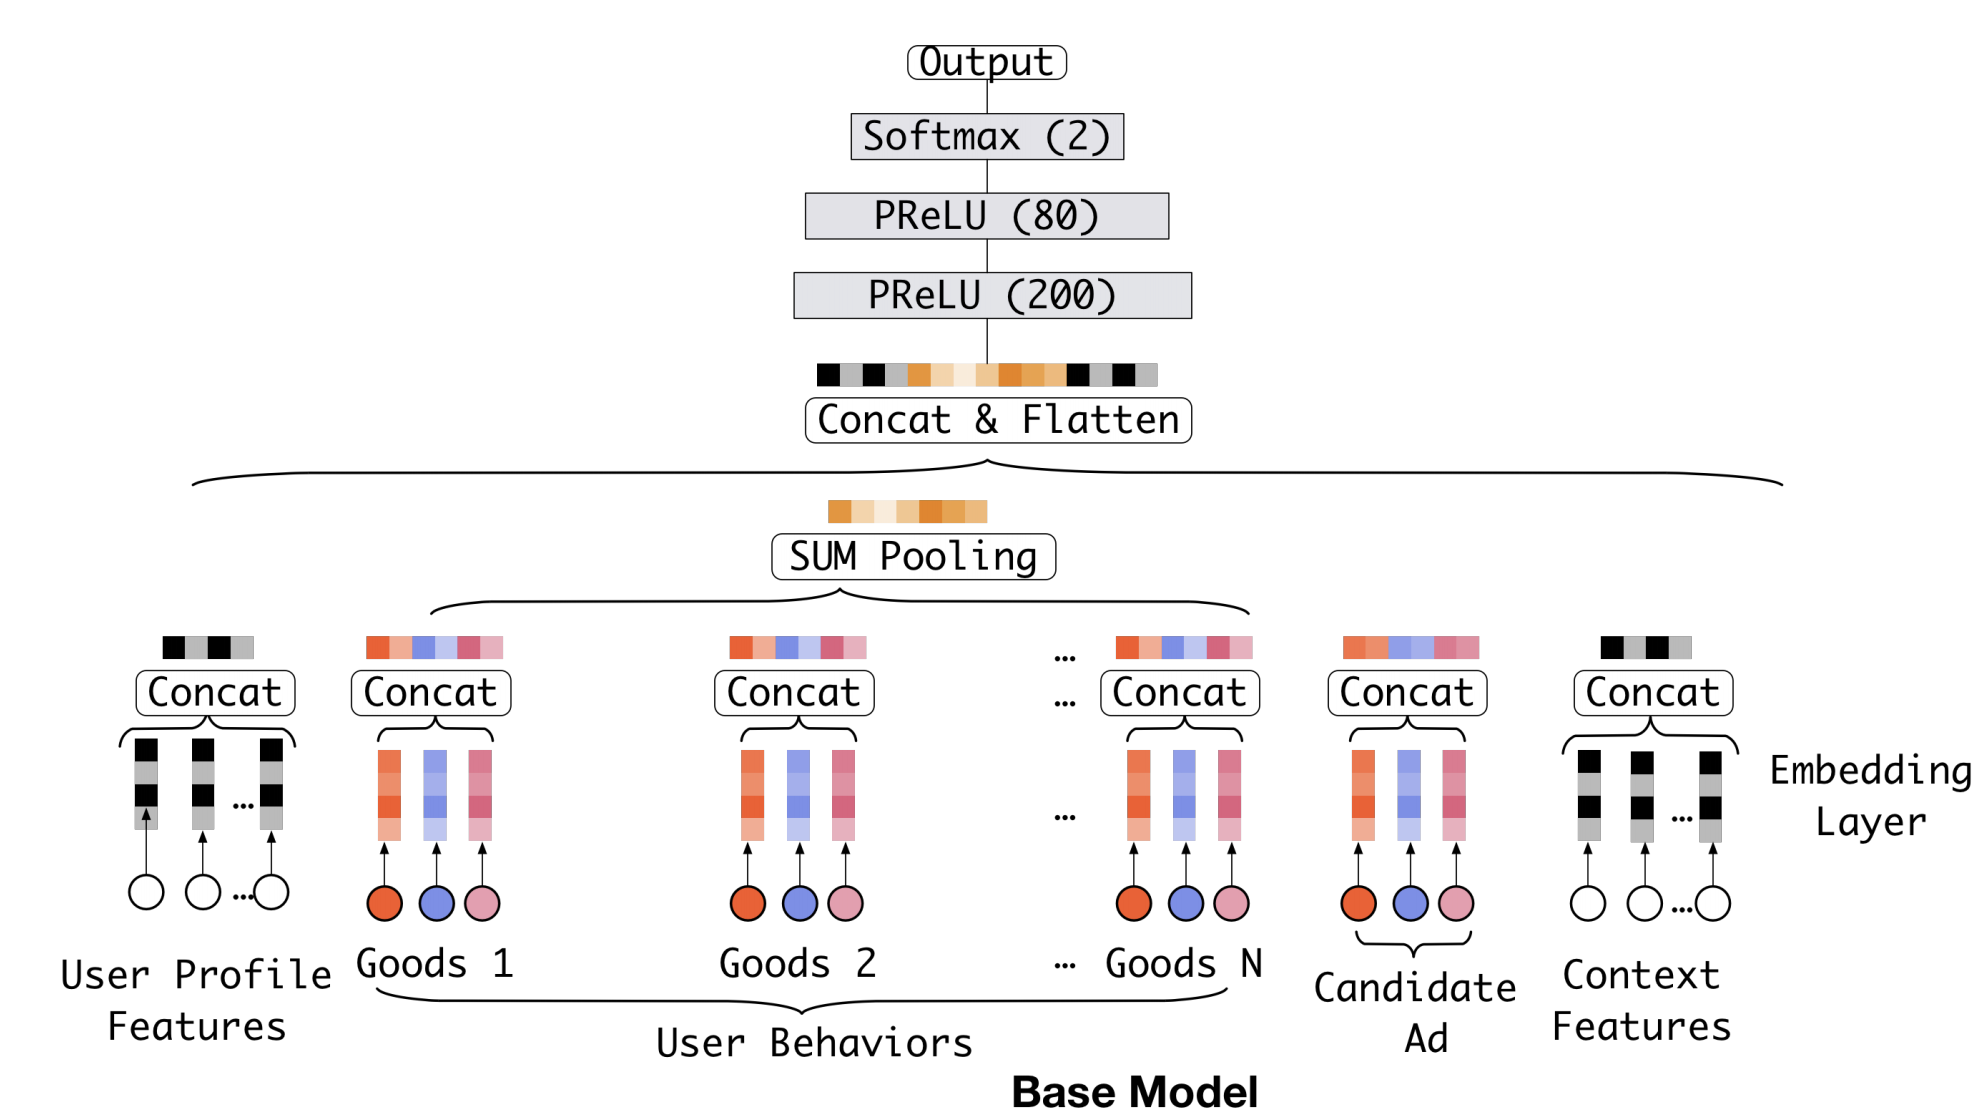 Output
Softmax (2)
PReLU (80)
PReLU (200)
Concat & Flatten
SUM Pooling
...
Concat Concat Concat ... Concat Concat Concat
... ... ...
Embedding
Layer
... ...
User Profile
Features
Goods 1 Goods 2 ... Goods N
User Behaviors
Candidate
Ad
Context
Features
Base Model